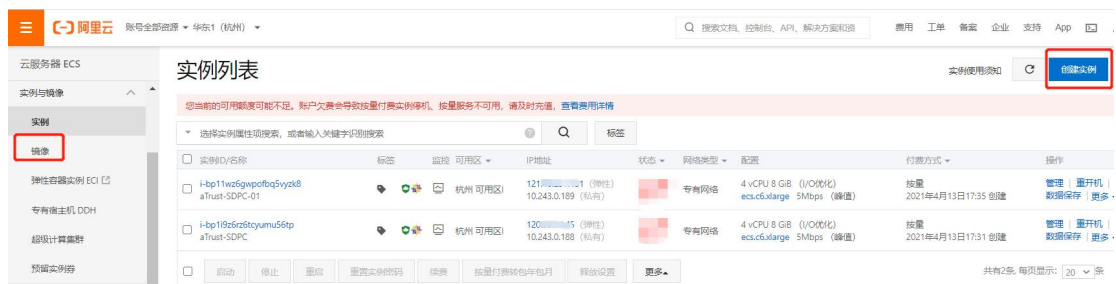 阿里云 账号全部资源 华东1（杭州） 搜索文档、控制台、API、解决方案和资 费用 工单 备案 企业 支持 App
云服务器 ECS
实例与镜像
实例
镜像
弹性容器实例 ECI
专有宿主机 DDH
超级计算集群
预留实例券
实例列表 实例使用须知 创建实例
您当前的可用额度可能不足。账户欠费会导致按量付费实例停机、按量服务不可用，请及时充值，查看费用详情
选择实例属性项搜索，或者输入关键字识别搜索 标签
实例ID/名称 标签 监控 可用区 IP地址 状态 网络类型 配置 付费方式 操作
i-bp11wz6gwpofbq5vyzk8 杭州 可用区I （弹性） 专有网络 4 vCPU 8 GiB （I/O优化） 按量 管理 | 重开机 |
aTrust-SDPC-01 10.243.0.189（私有） ecs.c6.xlarge 5Mbps （峰值） 2021年4月13日17:35 创建 数据保存 | 更多
i-bp1i9z6rz6tcyumu56tp 杭州 可用区I （弹性） 专有网络 4 vCPU 8 GiB （I/O优化） 按量 管理 | 重开机 |
aTrust-SDPC 10.243.0.188（私有） ecs.c6.xlarge 5Mbps （峰值） 2021年4月13日17:31 创建 数据保存 | 更多
启动 停止 重启 重置实例密码 续费 按量付费转包年包月 释放设置 更多 共有2条, 每页显示: 20 条